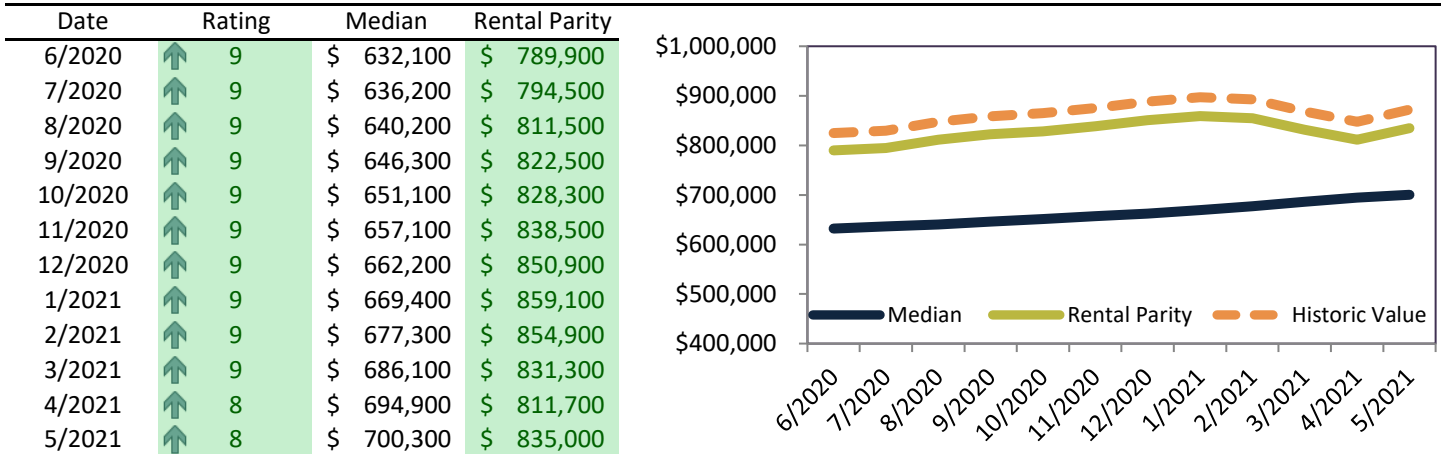 Date Rating Median Rental Parity
6/2020 9 $ 632,100 $ 789,900
7/2020 9 $ 636,200 $ 794,500
8/2020 9 $ 640,200 $ 811,500
9/2020 9 $ 646,300 $ 822,500
10/2020 9 $ 651,100 $ 828,300
11/2020 9 $ 657,100 $ 838,500
12/2020 9 $ 662,200 $ 850,900
1/2021 9 $ 669,400 $ 859,100
2/2021 9 $ 677,300 $ 854,900
3/2021 9 $ 686,100 $ 831,300
4/2021 8 $ 694,900 $ 811,700
5/2021 8 $ 700,300 $ 835,000
$1,000,000
$900,000
$800,000
$700,000
$600,000
$500,000
$400,000
Median Rental Parity Historic Value
6/2020 7/2020 8/2020 9/2020 10/2020 11/2020 12/2020 1/2021 2/2021 3/2021 4/2021 5/2021